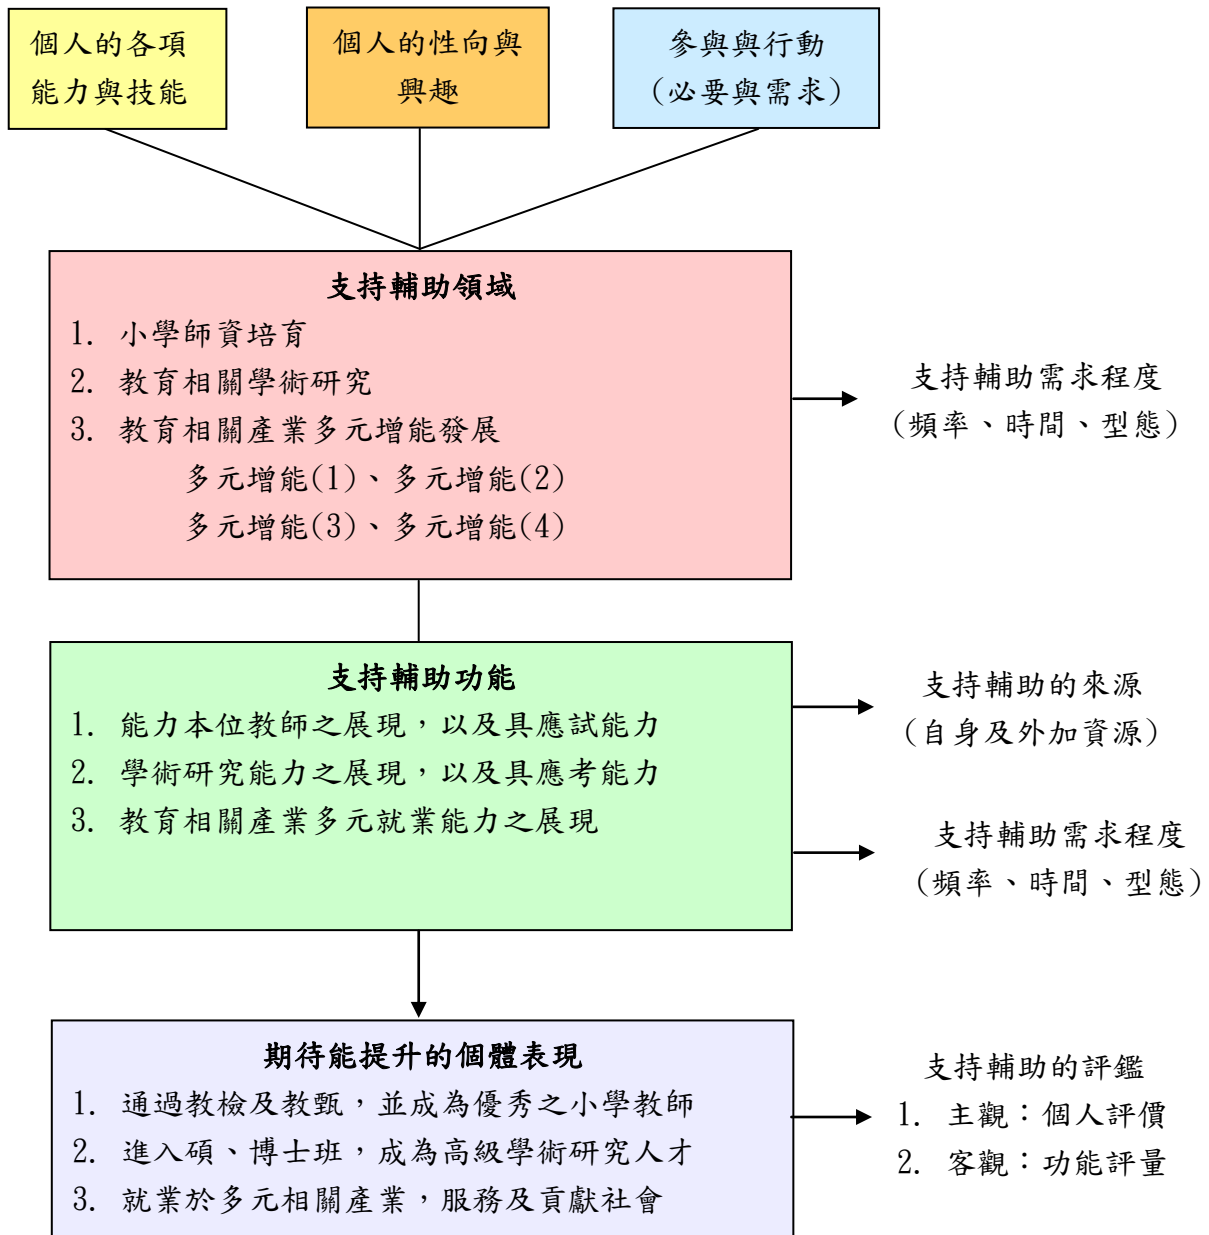 個人的各項
能力與技能
個人的性向與
興趣
參與與行動
(必要與需求)
支持輔助領域
1. 小學師資培育
2. 教育相關學術研究
3. 教育相關產業多元增能發展
多元增能(1)、多元增能(2)
多元增能(3)、多元增能(4)
支持輔助需求程度
(頻率、時間、型態)
支持輔助功能
1. 能力本位教師之展現，以及具應試能力
2. 學術研究能力之展現，以及具應考能力
3. 教育相關產業多元就業能力之展現
支持輔助的來源
(自身及外加資源)
支持輔助需求程度
(頻率、時間、型態)
期待能提升的個體表現
1. 通過教檢及教甄，並成為優秀之小學教師
2. 進入碩、博士班，成為高級學術研究人才
3. 就業於多元相關產業，服務及貢獻社會
支持輔助的評鑑
1. 主觀：個人評價
2. 客觀：功能評量